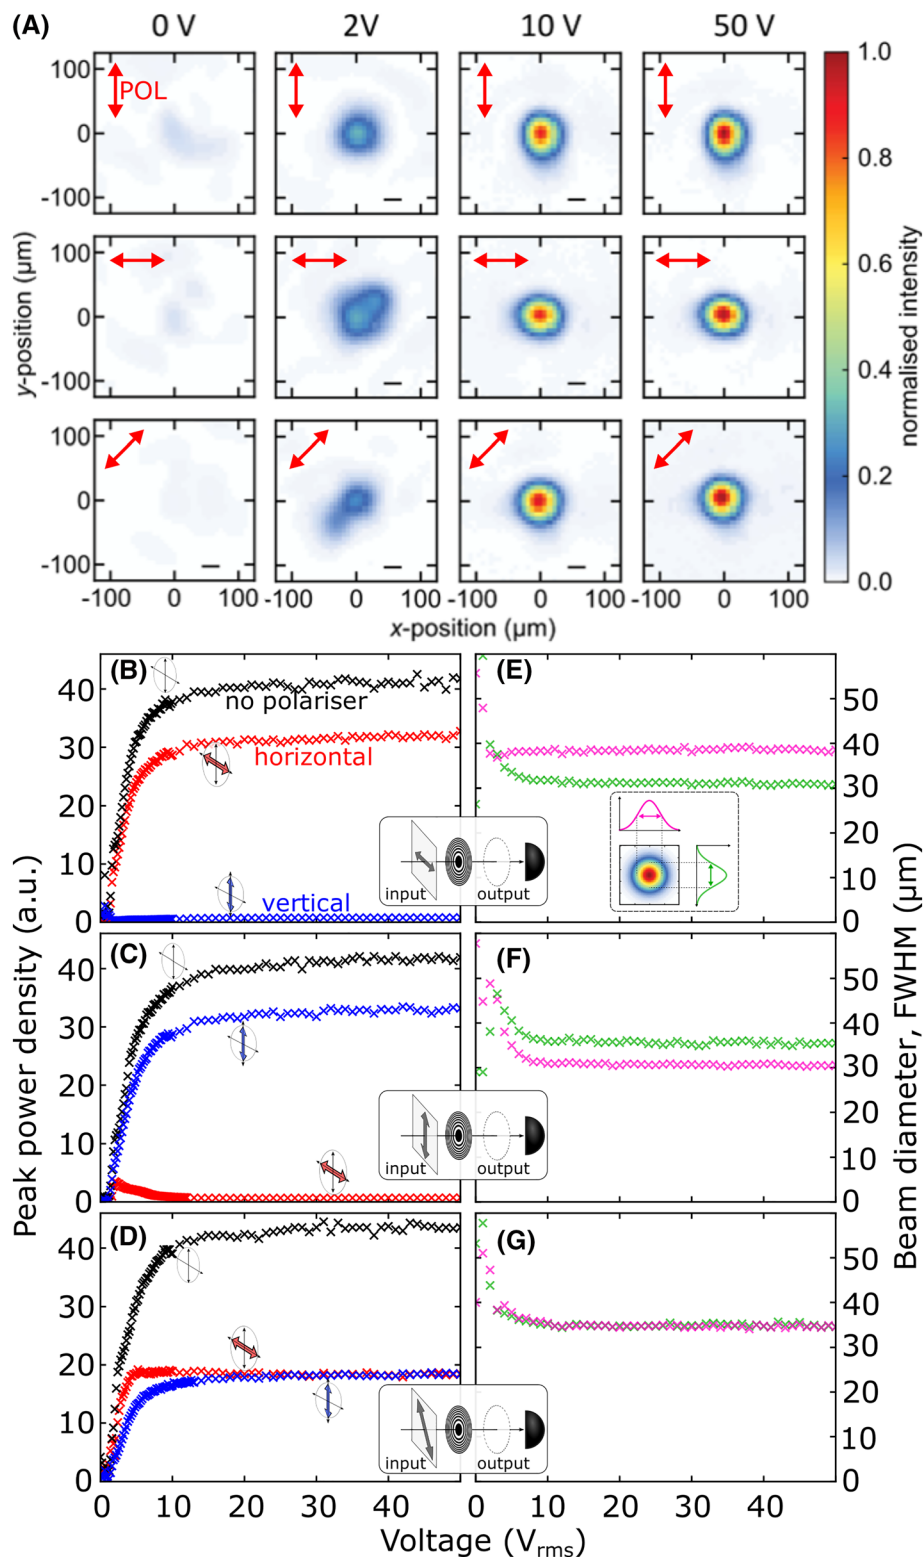 (A) 0 V 2V 10 V 50 V
POL
100
0
-100
100
0
-100
100
0
-100
y-position (µm)
-100 0 100 -100 0 100 -100 0 100 -100 0 100
x-position (µm)
1.0
0.8
0.6
0.4
0.2
0.0
normalised intensity
(B)
no polariser
horizontal
vertical
40
30
20
10
0
input output
(E)
50
40
30
20
10
0
(C)
40
30
20
10
0
input output
(F)
50
40
30
20
10
0
(D)
40
30
20
10
0
input output
(G)
50
40
30
20
10
0
Peak power density (a.u.)
Beam diameter, FWHM (µm)
0 10 20 30 40 0 10 20 30 40
Voltage (Vrms)